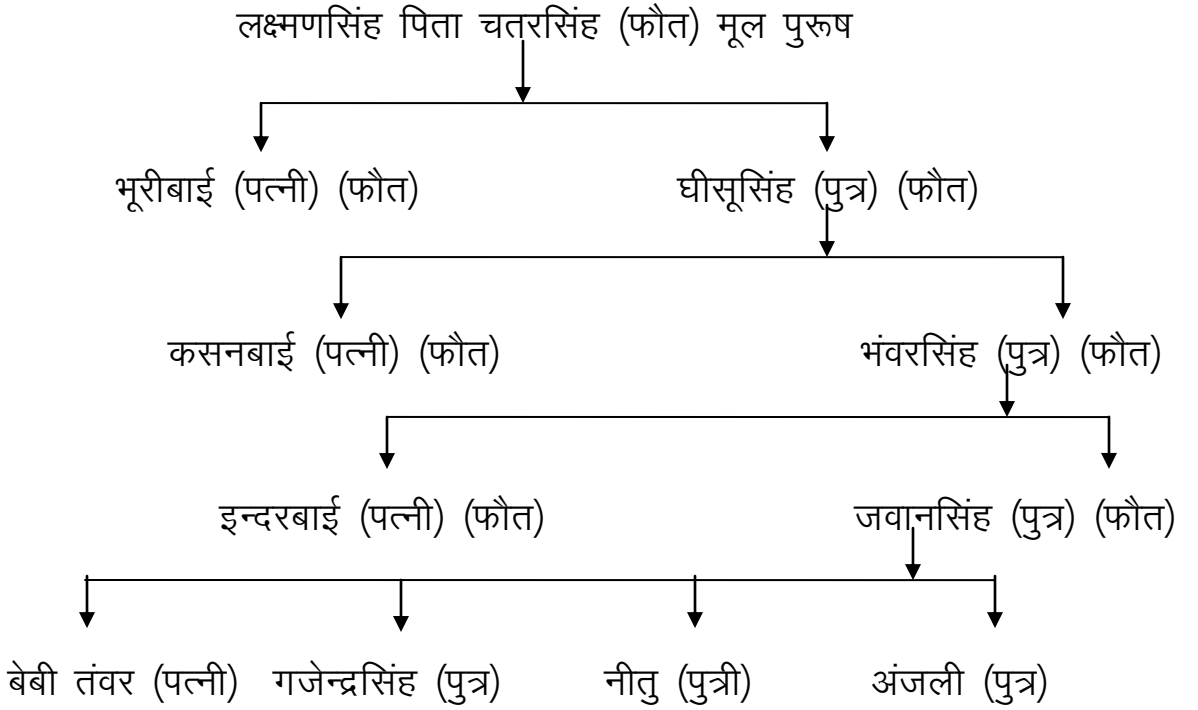 लक्ष्मणसिंह पिता चतरसिंह (फौत) मूल पुरूष
भूरीबाई (पत्नी) (फौत) घीसूसिंह (पुत्र) (फौत)
कसनबाई (पत्नी) (फौत) भंवरसिंह (पुत्र) (फौत)
इन्दरबाई (पत्नी) (फौत) जवानसिंह (पुत्र) (फौत)
बेबी तंवर (पत्नी) गजेन्द्रसिंह (पुत्र) नीतु (पुत्री) अंजली (पुत्र)